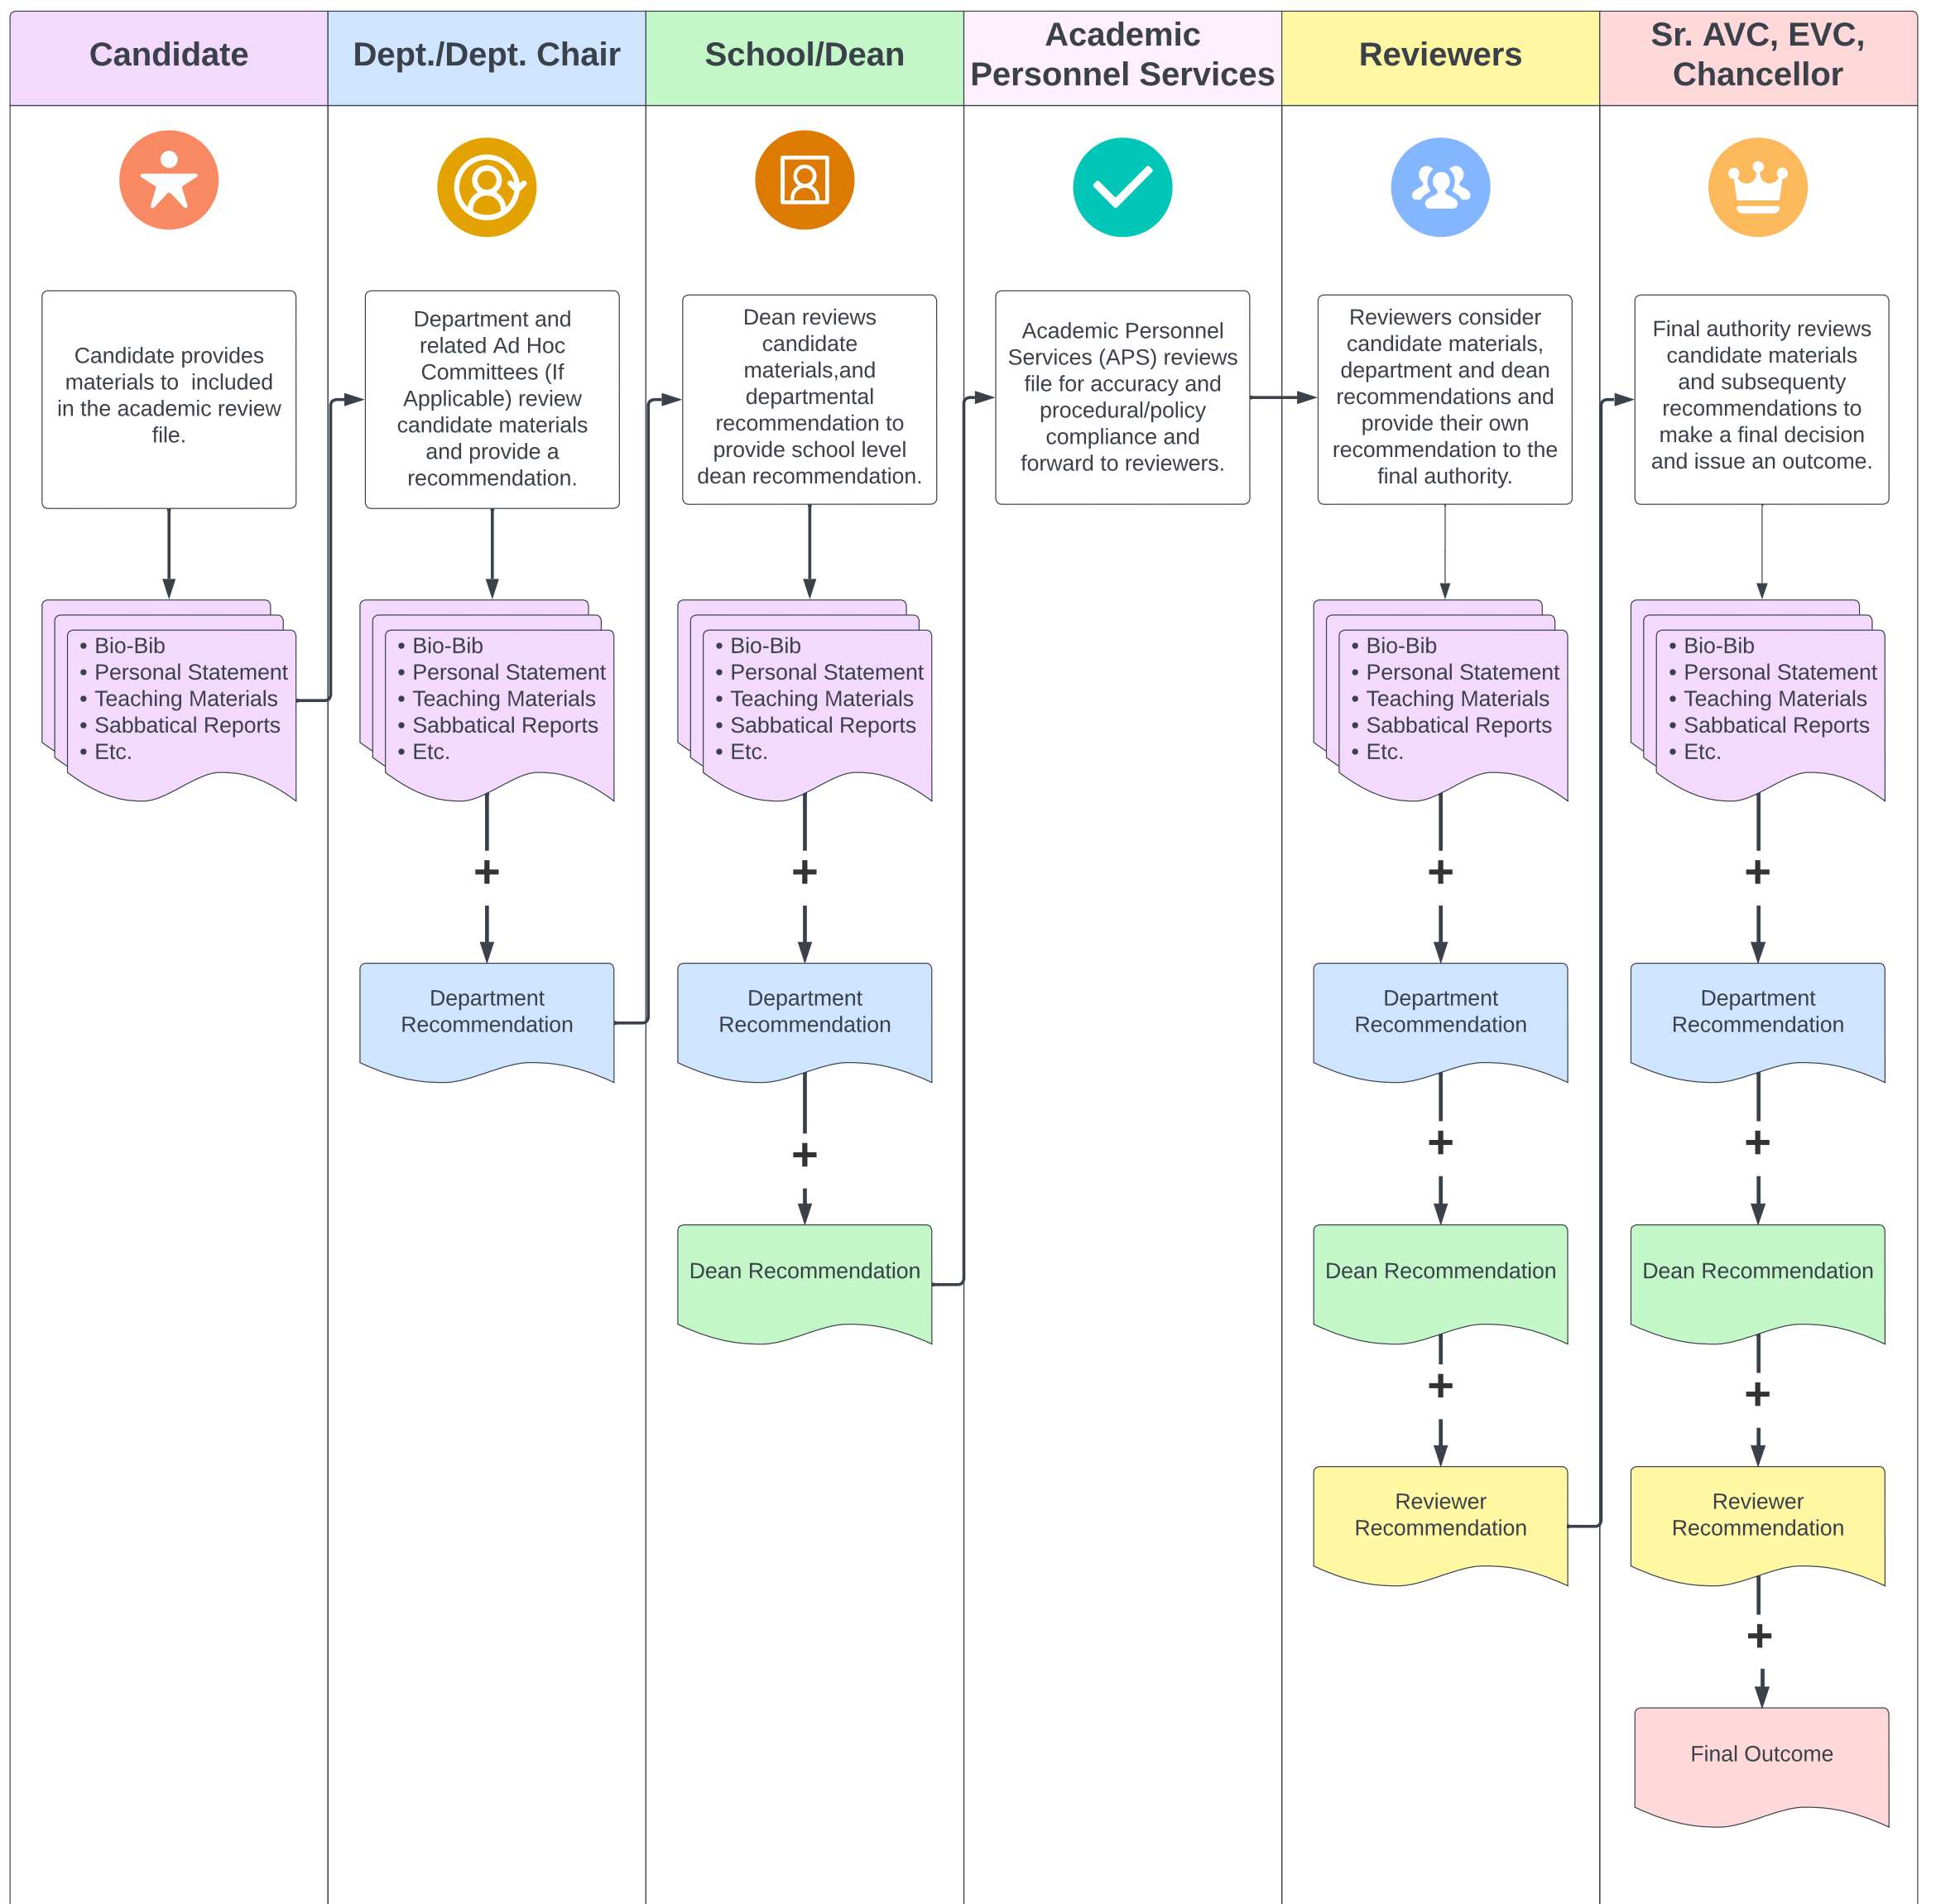 Candidate
Dept./Dept. Chair
School/Dean
Academic
Personnel Services
Reviewers
Sr. AVC, EVC,
Chancellor
Candidate provides
materials to  included
in the academic review
file.
• Bio-Bib
• Personal Statement
• Teaching Materials
• Sabbatical Reports
• Etc.
Department and
related Ad Hoc
Committees (If
Applicable) review
candidate materials
and provide a
recommendation.
• Bio-Bib
• Personal Statement
• Teaching Materials
• Sabbatical Reports
• Etc.
+
Department
Recommendation
Dean reviews
candidate
materials,and
departmental
recommendation to
provide school level
dean recommendation.
• Bio-Bib
• Personal Statement
• Teaching Materials
• Sabbatical Reports
• Etc.
+
Department
Recommendation
+
Dean Recommendation
Academic Personnel
Services (APS) reviews
file for accuracy and
procedural/policy
compliance and
forward to reviewers.
Reviewers consider
candidate materials,
department and dean
recommendations and
provide their own
recommendation to the
final authority.
• Bio-Bib
• Personal Statement
• Teaching Materials
• Sabbatical Reports
• Etc.
+
Department
Recommendation
+
Dean Recommendation
+
Reviewer
Recommendation
Final authority reviews
candidate materials
and subsequenty
recommendations to
make a final decision
and issue an outcome.
• Bio-Bib
• Personal Statement
• Teaching Materials
• Sabbatical Reports
• Etc.
+
Department
Recommendation
+
Dean Recommendation
+
Reviewer
Recommendation
+
Final Outcome